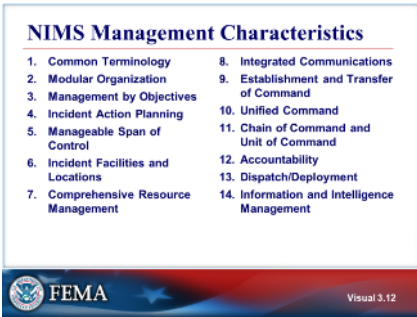 NIMS Management Characteristics
1. Common Terminology
2. Modular Organization
3. Management by Objectives
4. Incident Action Planning
5. Manageable Span of
Control
6. Incident Facilities and
Locations
7. Comprehensive Resource
Management
8. Integrated Communications
9. Establishment and Transfer
of Command
10. Unified Command
11. Chain of Command and
Unit of Command
12. Accountability
13. Dispatch/Deployment
14. Information and Intelligence
Management
FEMA
Visual 3.12